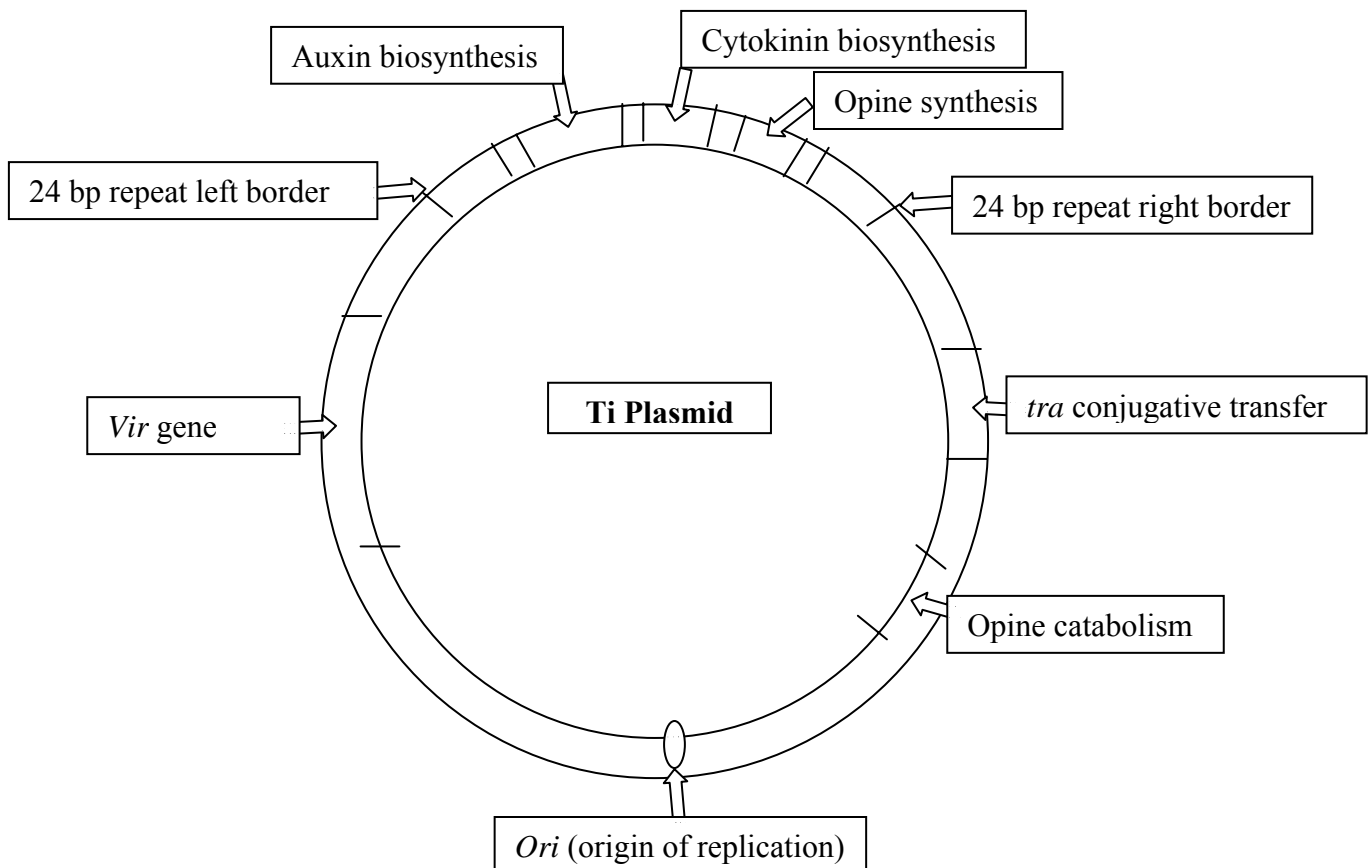 Cytokinin biosynthesis
Auxin biosynthesis
Opine synthesis
24 bp repeat left border
24 bp repeat right border
Ti Plasmid
Vir gene
tra conjugative transfer
Opine catabolism
Ori (origin of replication)